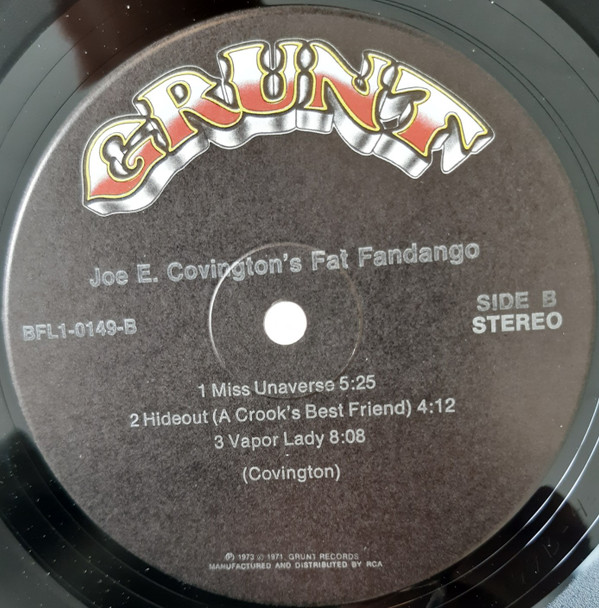 GRUNT
Joe E. Covington's Fat Fandango
BFL1-0149-B
SIDE B
STEREO
1 Miss Unaverse 5:25
2 Hideout (A Crook's Best Friend) 4:12
3 Vapor Lady 8:08
(Covington)
℗ 1973 © 1971, GRUNT RECORDS
MANUFACTURED AND DISTRIBUTED BY RCA